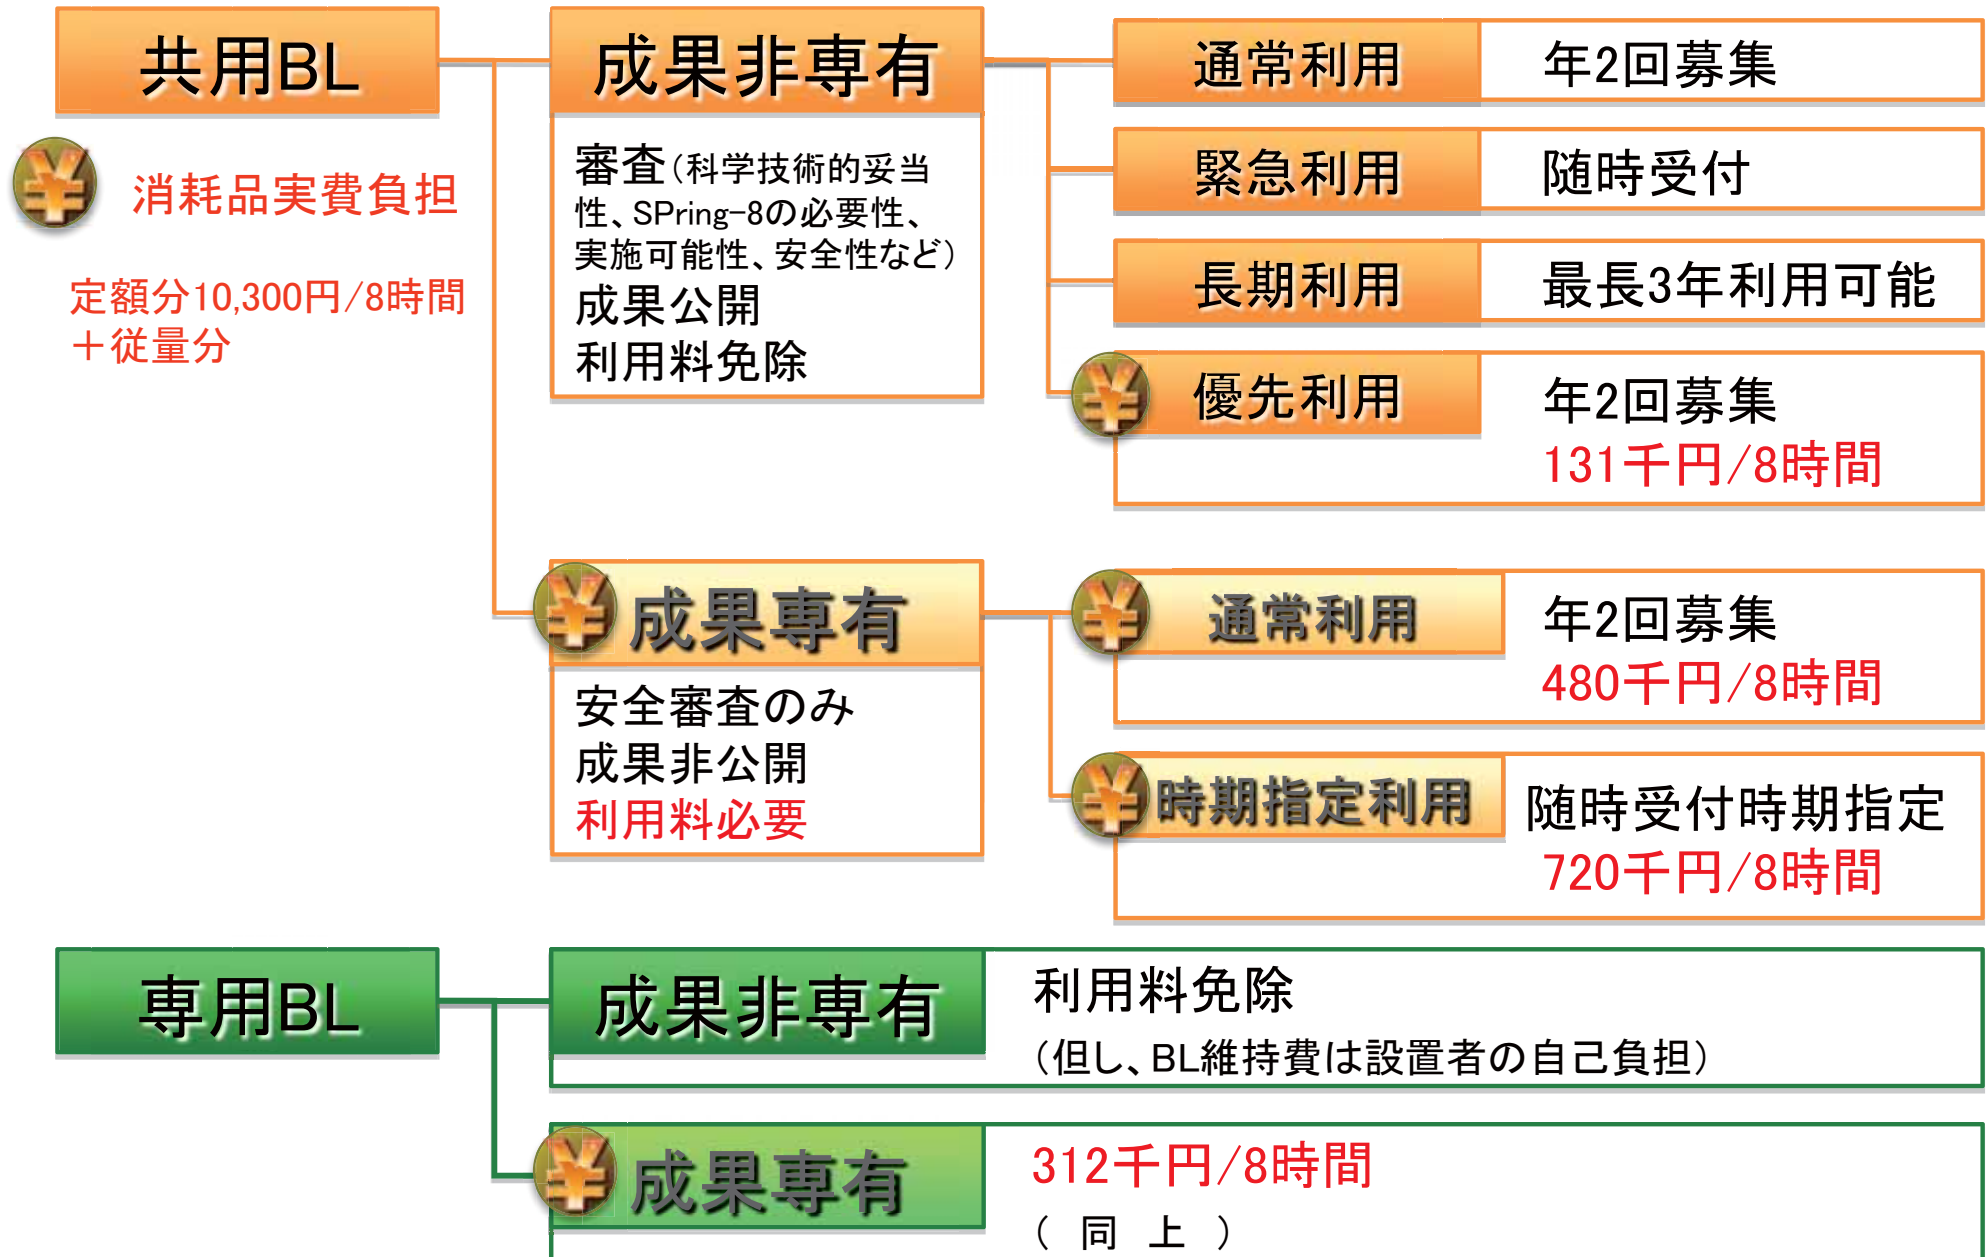 共用BL
¥
消耗品実費負担
定額分10,300円/8時間
＋従量分
成果非専有
審査(科学技術的妥当
性、SPring-8の必要性、
実施可能性、安全性など)
成果公開
利用料免除
通常利用 年2回募集
緊急利用 随時受付
長期利用 最長3年利用可能
¥ 優先利用 年2回募集
131千円/8時間
¥ 成果専有
安全審査のみ
成果非公開
利用料必要
¥ 通常利用 年2回募集
480千円/8時間
¥ 時期指定利用 随時受付時期指定
720千円/8時間
専用BL
成果非専有 利用料免除
(但し、BL維持費は設置者の自己負担)
¥ 成果専有 312千円/8時間
( 同 上 )